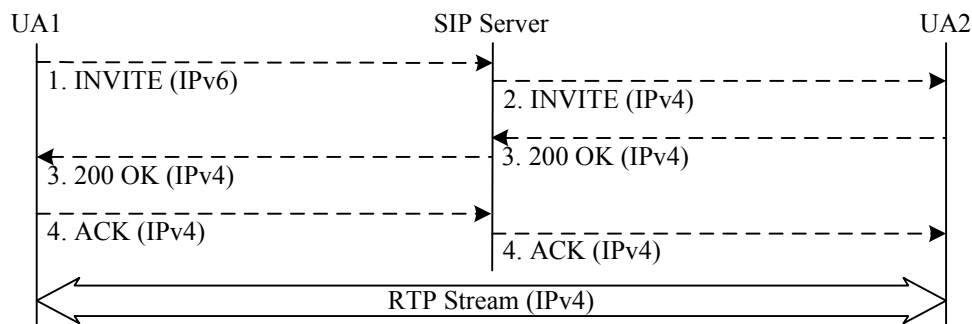 UA1
SIP Server
UA2
1. INVITE (IPv6)
2. INVITE (IPv4)
3. 200 OK (IPv4)
3. 200 OK (IPv4)
4. ACK (IPv4)
4. ACK (IPv4)
RTP Stream (IPv4)